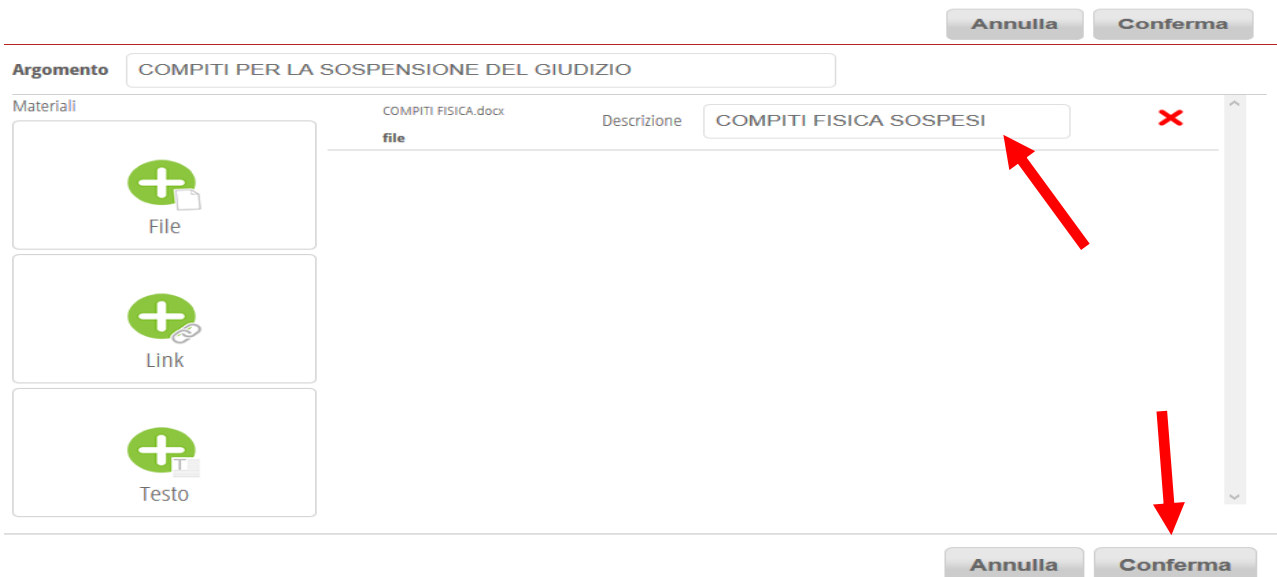 Annulla Conferma
Argomento COMPITI PER LA SOSPENSIONE DEL GIUDIZIO
Materiali
COMPITI FISICA.docx
file
Descrizione COMPITI FISICA SOSPESI
File
Link
T
Testo
Annulla Conferma